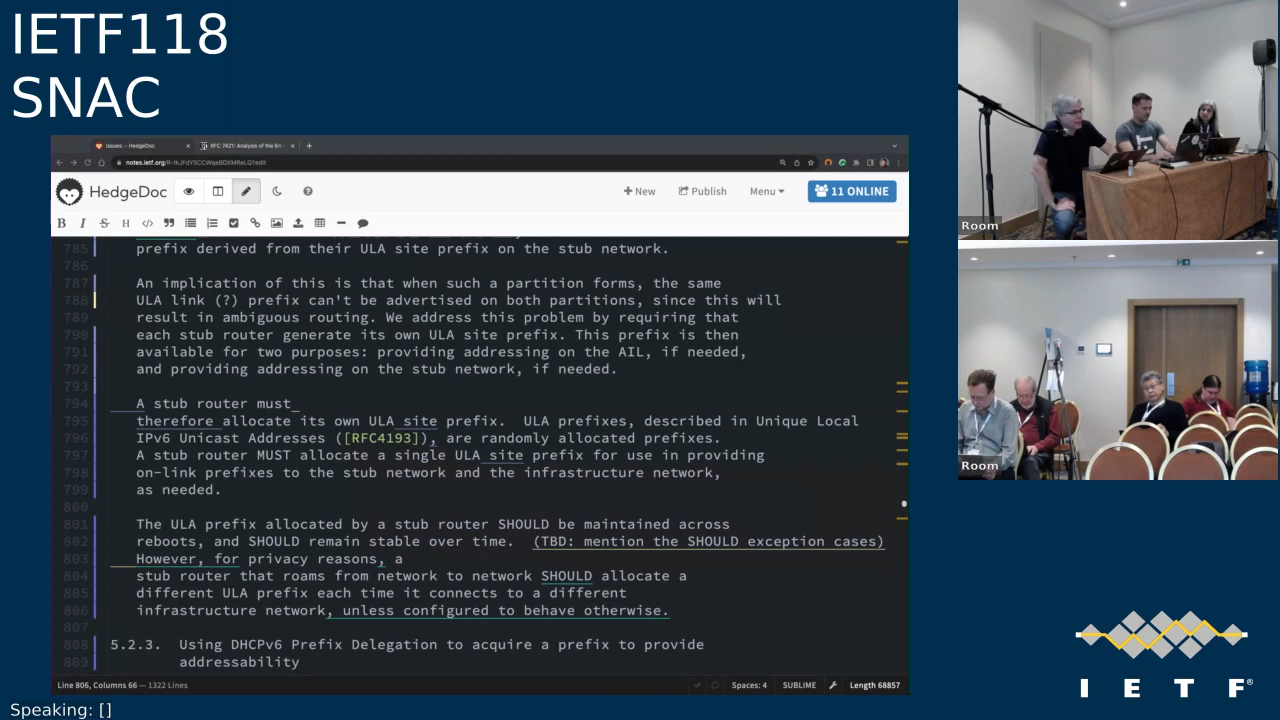 IETF118
SNAC
Issues: - HedgeDoc
RFC 7421: Analysis of the 64-
notes.ietf.org
HedgeDoc
New
Publish
Menu
11 ONLINE
785 prefix derived from their ULA site prefix on the stub network.
786
787 An implication of this is that when such a partition forms, the same
788 ULA link (?) prefix can't be advertised on both partitions, since this will
789 result in ambiguous routing. We address this problem by requiring that
790 each stub router generate its own ULA site prefix. This prefix is then
791 available for two purposes: providing addressing on the AIL, if needed,
792 and providing addressing on the stub network, if needed.
793
794 A stub router must_
795 therefore allocate its own ULA site prefix. ULA prefixes, described in Unique Local
796 IPv6 Unicast Addresses ([RFC4193]), are randomly allocated prefixes.
797 A stub router MUST allocate a single ULA site prefix for use in providing
798 on-link prefixes to the stub network and the infrastructure network,
799 as needed.
800
801 The ULA prefix allocated by a stub router SHOULD be maintained across
802 reboots, and SHOULD remain stable over time. (TBD: mention the SHOULD exception cases)
803 However, for privacy reasons, a
804 stub router that roams from network to network SHOULD allocate a
805 different ULA prefix each time it connects to a different
806 infrastructure network, unless configured to behave otherwise.
807
808 5.2.3. Using DHCPv6 Prefix Delegation to acquire a prefix to provide
809 addressability
Line 806, Columns 66 — 1322 Lines
Spaces: 4 SUBLIME Length 68857
Room
Room
I E T F®
Speaking: []